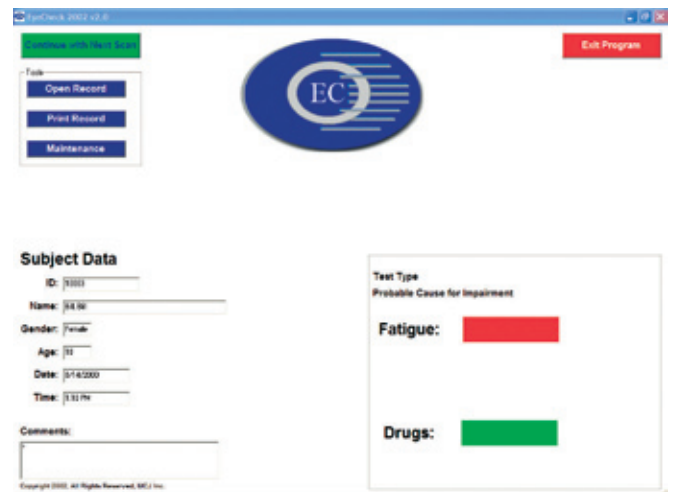 EyeCheck 2002 v2.0
Continue with Next Scan
Exit Program
Tools
Open Record
Print Record
Maintenance
EC
Subject Data
ID:
Name:
Gender: Female
Age:
Date:
Time:
Comments:
Test Type
Probable Cause for Impairment
Fatigue:
Drugs:
Copyright 2002, All Rights Reserved, MCJ Inc.